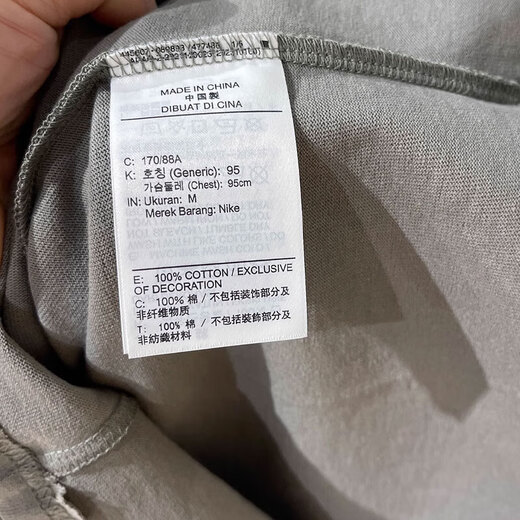 MADE IN CHINA
中国製
DIBUAT DI CINA
C: 170/88A
K: 호칭 (Generic): 95
가슴둘레 (Chest): 95cm
IN: Ukuran: M
Merek Barang: Nike
E: 100% COTTON / EXCLUSIVE
OF DECORATION
C: 100% 棉 / 不包括装饰部分及
非纤维物质
T: 100% 棉 / 不包括裝飾部分及
非紡織材料